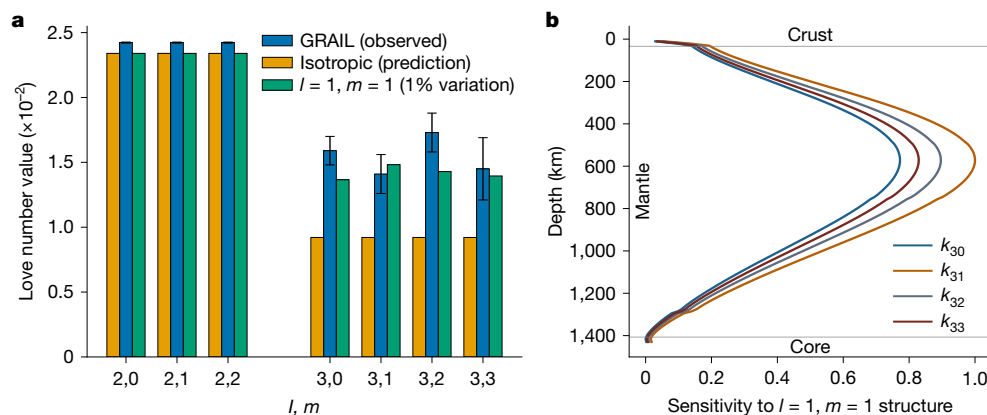 a
Love number value (×10⁻²)
2.5
2.0
1.5
1.0
0.5
0
GRAIL (observed)
Isotropic (prediction)
l = 1, m = 1 (1% variation)
2,0 2,1 2,2 3,0 3,1 3,2 3,3
l, m
b
Depth (km)
0
200
400
600
800
1,000
1,200
1,400
Crust
Mantle
Core
k₃₀
k₃₁
k₃₂
k₃₃
0 0.2 0.4 0.6 0.8 1.0
Sensitivity to l = 1, m = 1 structure